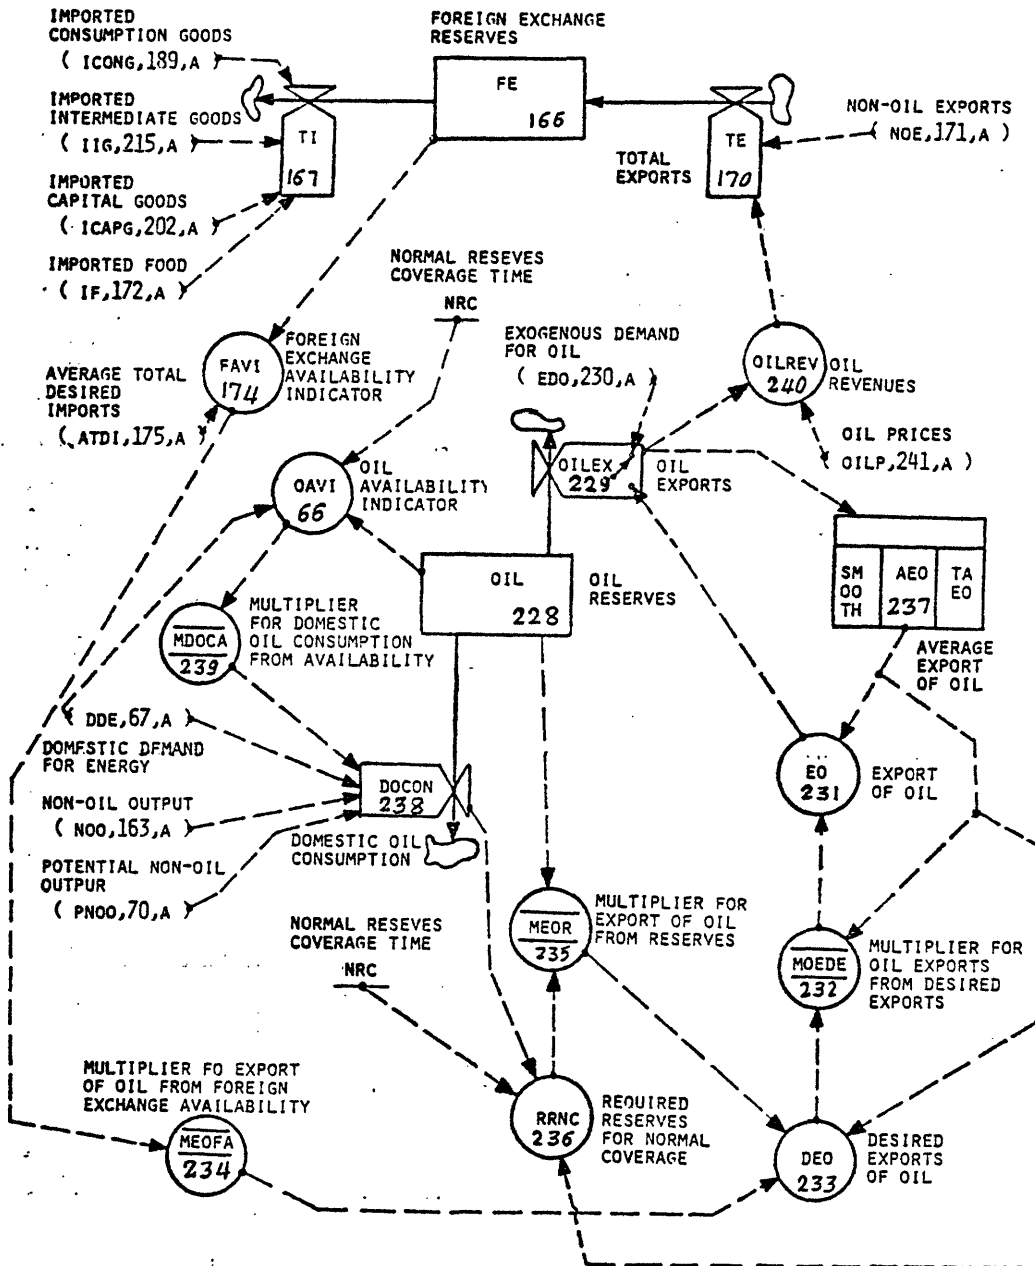 IMPORTED
CONSUMPTION GOODS
( ICONG,189,A )
FOREIGN EXCHANGE
RESERVES
FE
166
IMPORTED
INTERMEDIATE GOODS
( IIG,215,A )
TI
167
TOTAL
EXPORTS
TE
170
NON-OIL EXPORTS
( NOE,171,A )
IMPORTED
CAPITAL GOODS
( ICAPG,202,A )
IMPORTED FOOD
( IF,172,A )
NORMAL RESEVES
COVERAGE TIME
NRC
FAVI
174
FOREIGN
EXCHANGE
AVAILABILITY
INDICATOR
AVERAGE TOTAL
DESIRED
IMPORTS
( ATDI,175,A )
EXOGENOUS DEMAND
FOR OIL
( EDO,230,A )
OILREV
240
OIL
REVENUES
OIL PRICES
( OILP,241,A )
OAVI
66
OIL
AVAILABILITY
INDICATOR
OILEX
229
OIL
EXPORTS
OIL
228
OIL
RESERVES
SM
OO
TH
AEO
237
TA
EO
AVERAGE
EXPORT
OF OIL
MDOCA
239
MULTIPLIER
FOR DOMESTIC
OIL CONSUMPTION
FROM AVAILABILITY
( DDE,67,A )
DOMESTIC DEMAND
FOR ENERGY
NON-OIL OUTPUT
( NOO,163,A )
POTENTIAL NON-OIL
OUTPUR
( PNOO,70,A )
DOCON
238
DOMESTIC OIL
CONSUMPTION
EO
231
EXPORT
OF OIL
NORMAL RESEVES
COVERAGE TIME
NRC
MEOR
235
MULTIPLIER FOR
EXPORT OF OIL
FROM RESERVES
MOEDE
232
MULTIPLIER FOR
OIL EXPORTS
FROM DESIRED
EXPORTS
MULTIPLIER FO EXPORT
OF OIL FROM FOREIGN
EXCHANGE AVAILABILITY
MEOFA
234
RRNC
236
REQUIRED
RESERVES
FOR NORMAL
COVERAGE
DEO
233
DESIRED
EXPORTS
OF OIL